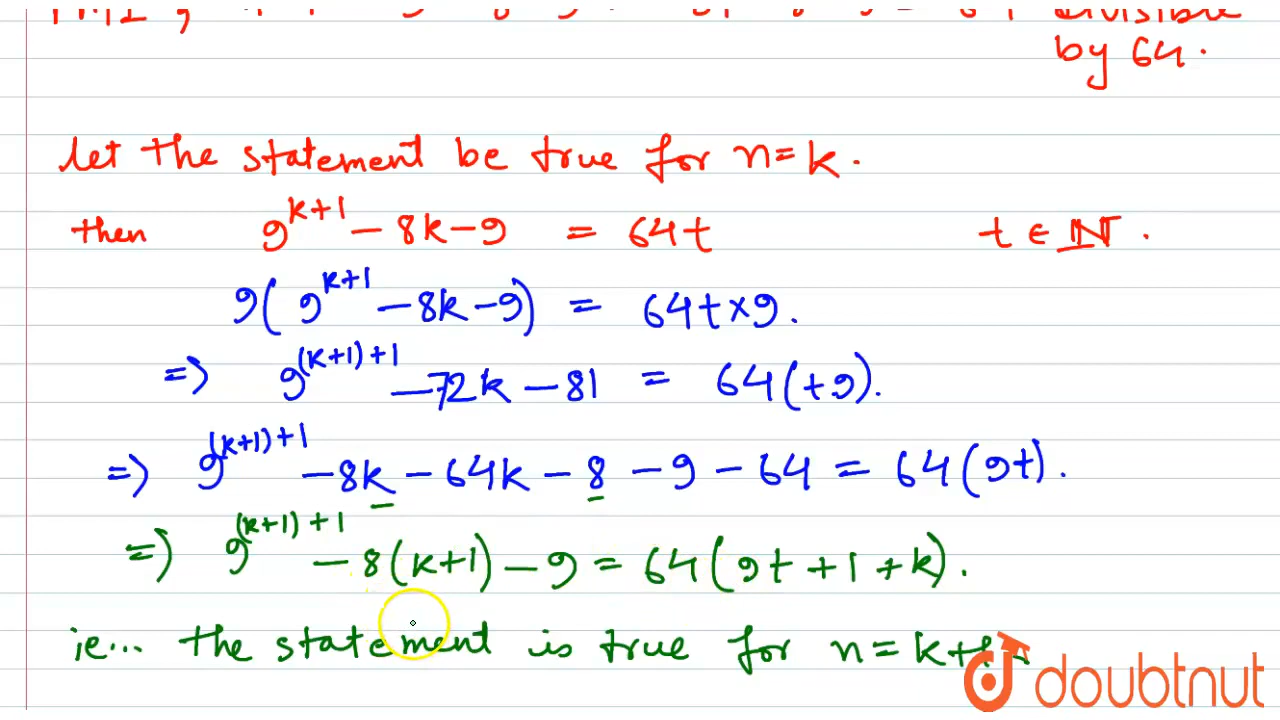 divisible
by 64.
let the statement be true for n=k.
then 9^{k+1} - 8k - 9 = 64t t ∈ ℕ.
9(9^{k+1} - 8k - 9) = 64t × 9.
=> 9^{(k+1)+1} - 72k - 81 = 64(t9).
=> 9^{(k+1)+1} - 8k - 64k - 8 - 9 - 64 = 64(9t).
=> 9^{(k+1)+1} - 8(k+1) - 9 = 64(9t + 1 + k).
ie... the statement is true for n=k+1
doubtnut